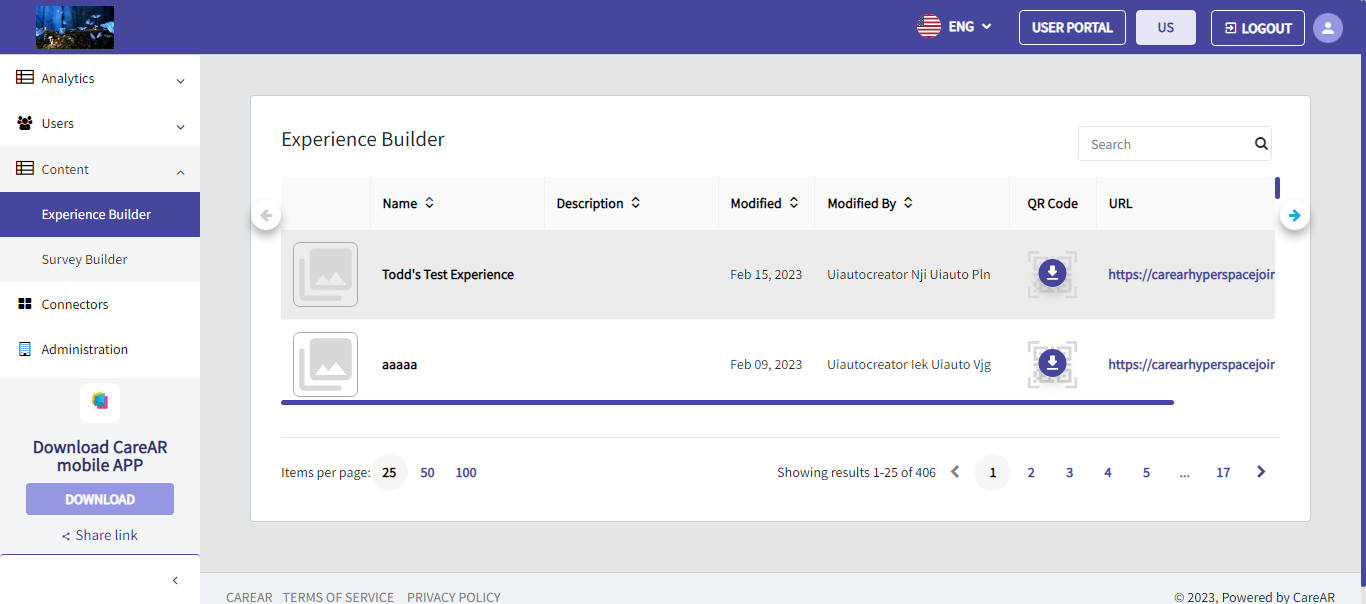 ENG
USER PORTAL
US
LOGOUT
Analytics
Users
Content
Experience Builder
Survey Builder
Connectors
Administration
Download CareAR
mobile APP
DOWNLOAD
Share link
Experience Builder
Search
Name Description Modified Modified By QR Code URL
Todd's Test Experience Feb 15, 2023 Uiautocreator Nji Uiauto Pln https://carearhyperspacejoin
aaaaa Feb 09, 2023 Uiautocreator Iek Uiauto Vjg https://carearhyperspacejoin
Items per page: 25 50 100 Showing results 1-25 of 406 1 2 3 4 5 ... 17
CAREAR TERMS OF SERVICE PRIVACY POLICY © 2023, Powered by CareAR